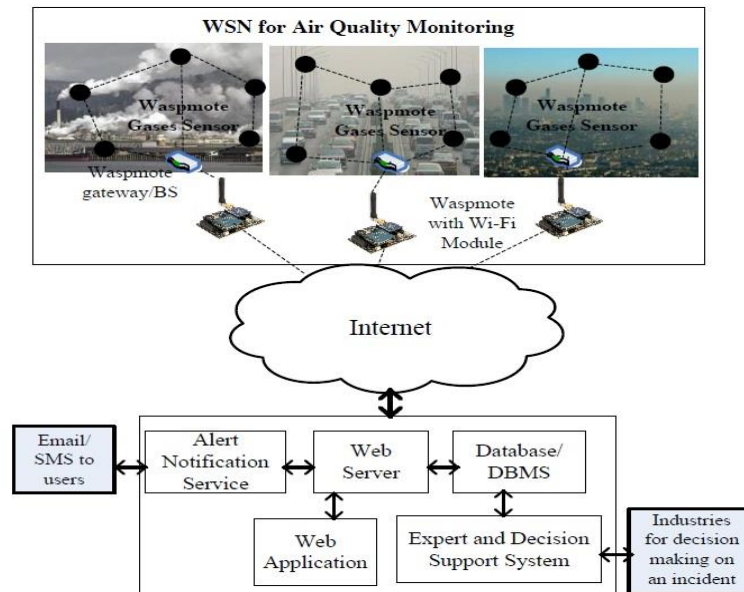 WSN for Air Quality Monitoring
Waspmote
Gases Sensor
Waspmote
Gases Sensor
Waspmote
Gases Sensor
Waspmote
gateway/BS
Waspmote
with Wi-Fi
Module
Internet
Email/
SMS to
users
Alert
Notification
Service
Web
Server
Database/
DBMS
Web
Application
Expert and Decision
Support System
Industries
for decision
making on
an incident